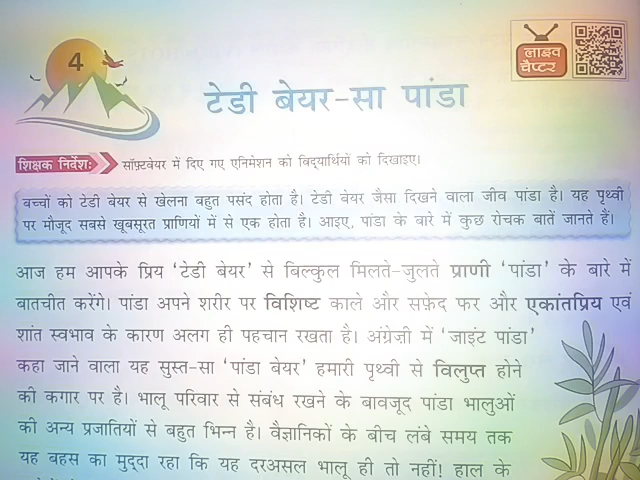 4
लाइव
चैप्टर
टेडी बेयर-सा पांडा
शिक्षक निर्देश: सॉफ़्टवेयर में दिए गए एनिमेशन को विद्यार्थियों को दिखाइए।
बच्चों को टेडी बेयर से खेलना बहुत पसंद होता है। टेडी बेयर जैसा दिखने वाला जीव पांडा है। यह पृथ्वी
पर मौजूद सबसे खूबसूरत प्राणियों में से एक होता है। आइए, पांडा के बारे में कुछ रोचक बातें जानते हैं।
आज हम आपके प्रिय 'टेडी बेयर' से बिल्कुल मिलते-जुलते प्राणी 'पांडा' के बारे में
बातचीत करेंगे। पांडा अपने शरीर पर विशिष्ट काले और सफ़ेद फर और एकांतप्रिय एवं
शांत स्वभाव के कारण अलग ही पहचान रखता है। अंग्रेज़ी में 'जाइंट पांडा'
कहा जाने वाला यह सुस्त-सा 'पांडा बेयर' हमारी पृथ्वी से विलुप्त होने
की कगार पर है। भालू परिवार से संबंध रखने के बावजूद पांडा भालुओं
की अन्य प्रजातियों से बहुत भिन्न है। वैज्ञानिकों के बीच लंबे समय तक
यह बहस का मुद्दा रहा कि यह दरअसल भालू ही तो नहीं! हाल के